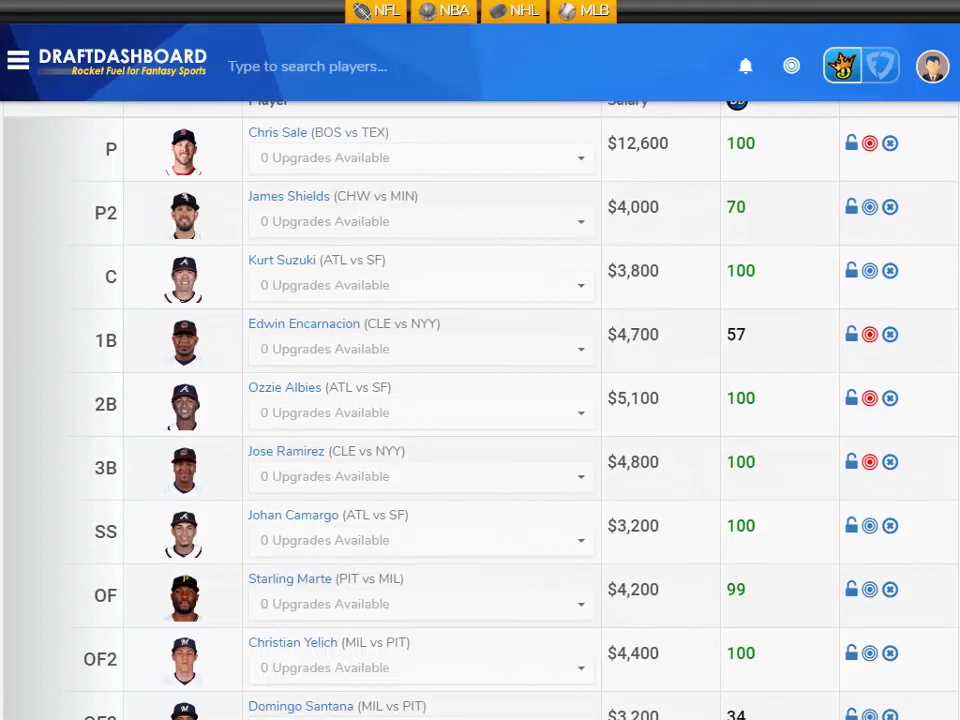 NFL NBA NHL MLB
DRAFTDASHBOARD
Rocket Fuel for Fantasy Sports
Type to search players...
Player Salary
P Chris Sale (BOS vs TEX) $12,600 100
0 Upgrades Available
P2 James Shields (CHW vs MIN) $4,000 70
0 Upgrades Available
C Kurt Suzuki (ATL vs SF) $3,800 100
0 Upgrades Available
1B Edwin Encarnacion (CLE vs NYY) $4,700 57
0 Upgrades Available
2B Ozzie Albies (ATL vs SF) $5,100 100
0 Upgrades Available
3B Jose Ramirez (CLE vs NYY) $4,800 100
0 Upgrades Available
SS Johan Camargo (ATL vs SF) $3,200 100
0 Upgrades Available
OF Starling Marte (PIT vs MIL) $4,200 99
0 Upgrades Available
OF2 Christian Yelich (MIL vs PIT) $4,400 100
0 Upgrades Available
OF3 Domingo Santana (MIL vs PIT) $3,200 34